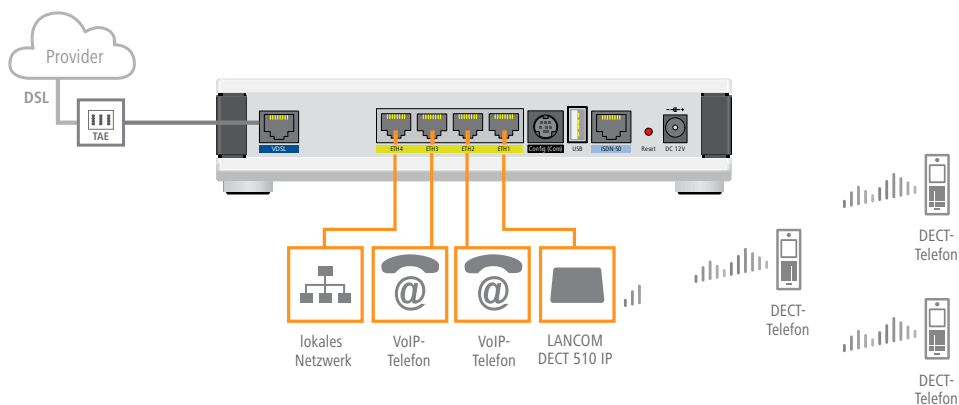 Provider
DSL
TAE
VDSL
ETH4
ETH3
ETH2
ETH1
Config (Com)
USB
ISDN-S0
Reset
DC 12V
lokales
Netzwerk
VoIP-
Telefon
VoIP-
Telefon
LANCOM
DECT 510 IP
DECT-
Telefon
DECT-
Telefon
DECT-
Telefon
@
@